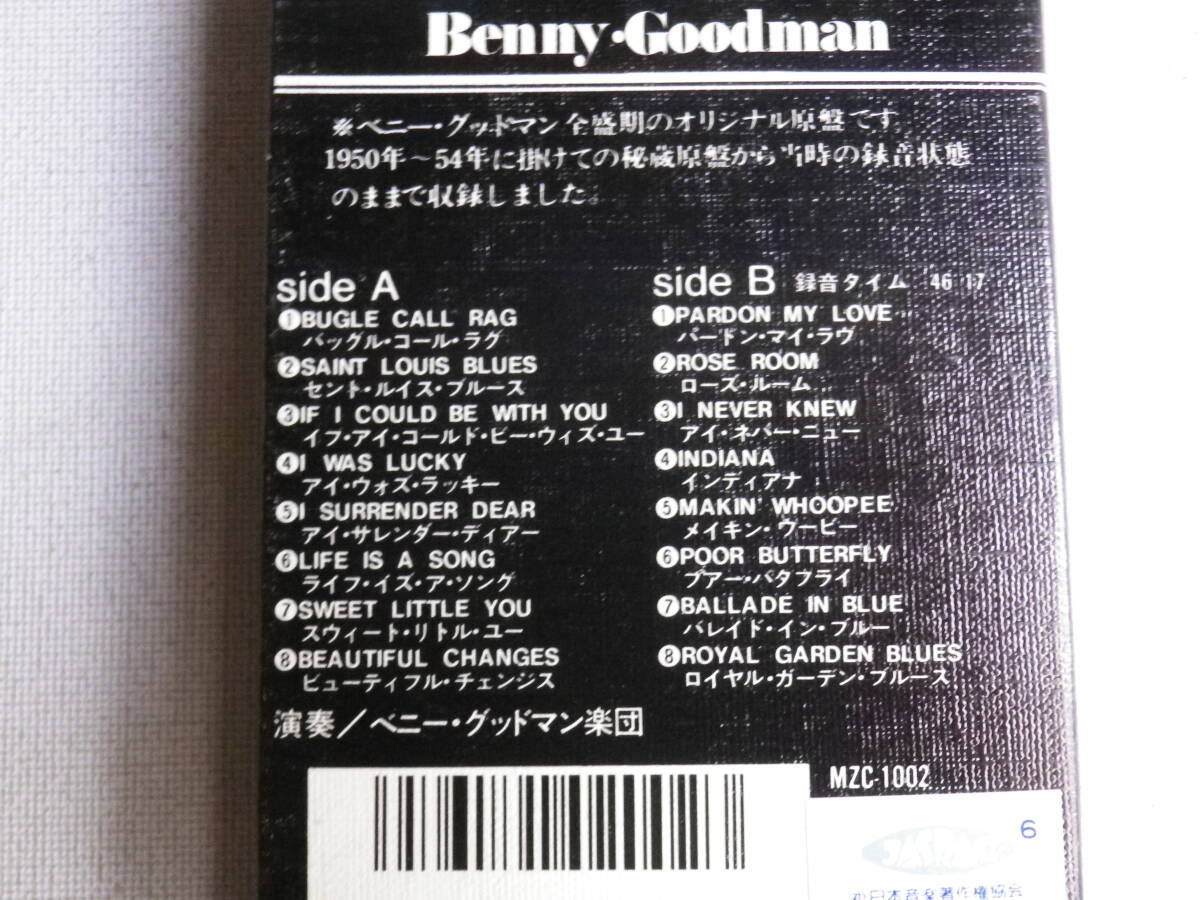 Benny・Goodman
※ベニー・グッドマン全盛期のオリジナル原盤です
1950年～54年に掛けての秘蔵原盤から当時の録音状態
のままで収録しました。
side A
❶BUGLE CALL RAG
バッグル・コール・ラグ
❷SAINT LOUIS BLUES
セント・ルイス・ブルース
❸IF I COULD BE WITH YOU
イフ・アイ・コールド・ビー・ウィズ・ユー
❹I WAS LUCKY
アイ・ウォズ・ラッキー
❺I SURRENDER DEAR
アイ・サレンダー・ディアー
❻LIFE IS A SONG
ライフ・イズ・ア・ソング
❼SWEET LITTLE YOU
スウィート・リトル・ユー
❽BEAUTIFUL CHANGES
ビューティフル・チェンジス
side B 録音タイム 46 17
❶PARDON MY LOVE
パードン・マイ・ラヴ
❷ROSE ROOM
ローズ・ルーム
❸I NEVER KNEW
アイ・ネバー・ニュー
❹INDIANA
インディアナ
❺MAKIN' WHOOPEE
メイキン・ウーピー
❻POOR BUTTERFLY
プアー・バタフライ
❼BALLADE IN BLUE
バレイド・イン・ブルー
❽ROYAL GARDEN BLUES
ロイヤル・ガーデン・ブルース
演奏／ベニー・グッドマン楽団
MZC-1002
6
JASRAC
日本音楽著作権協会